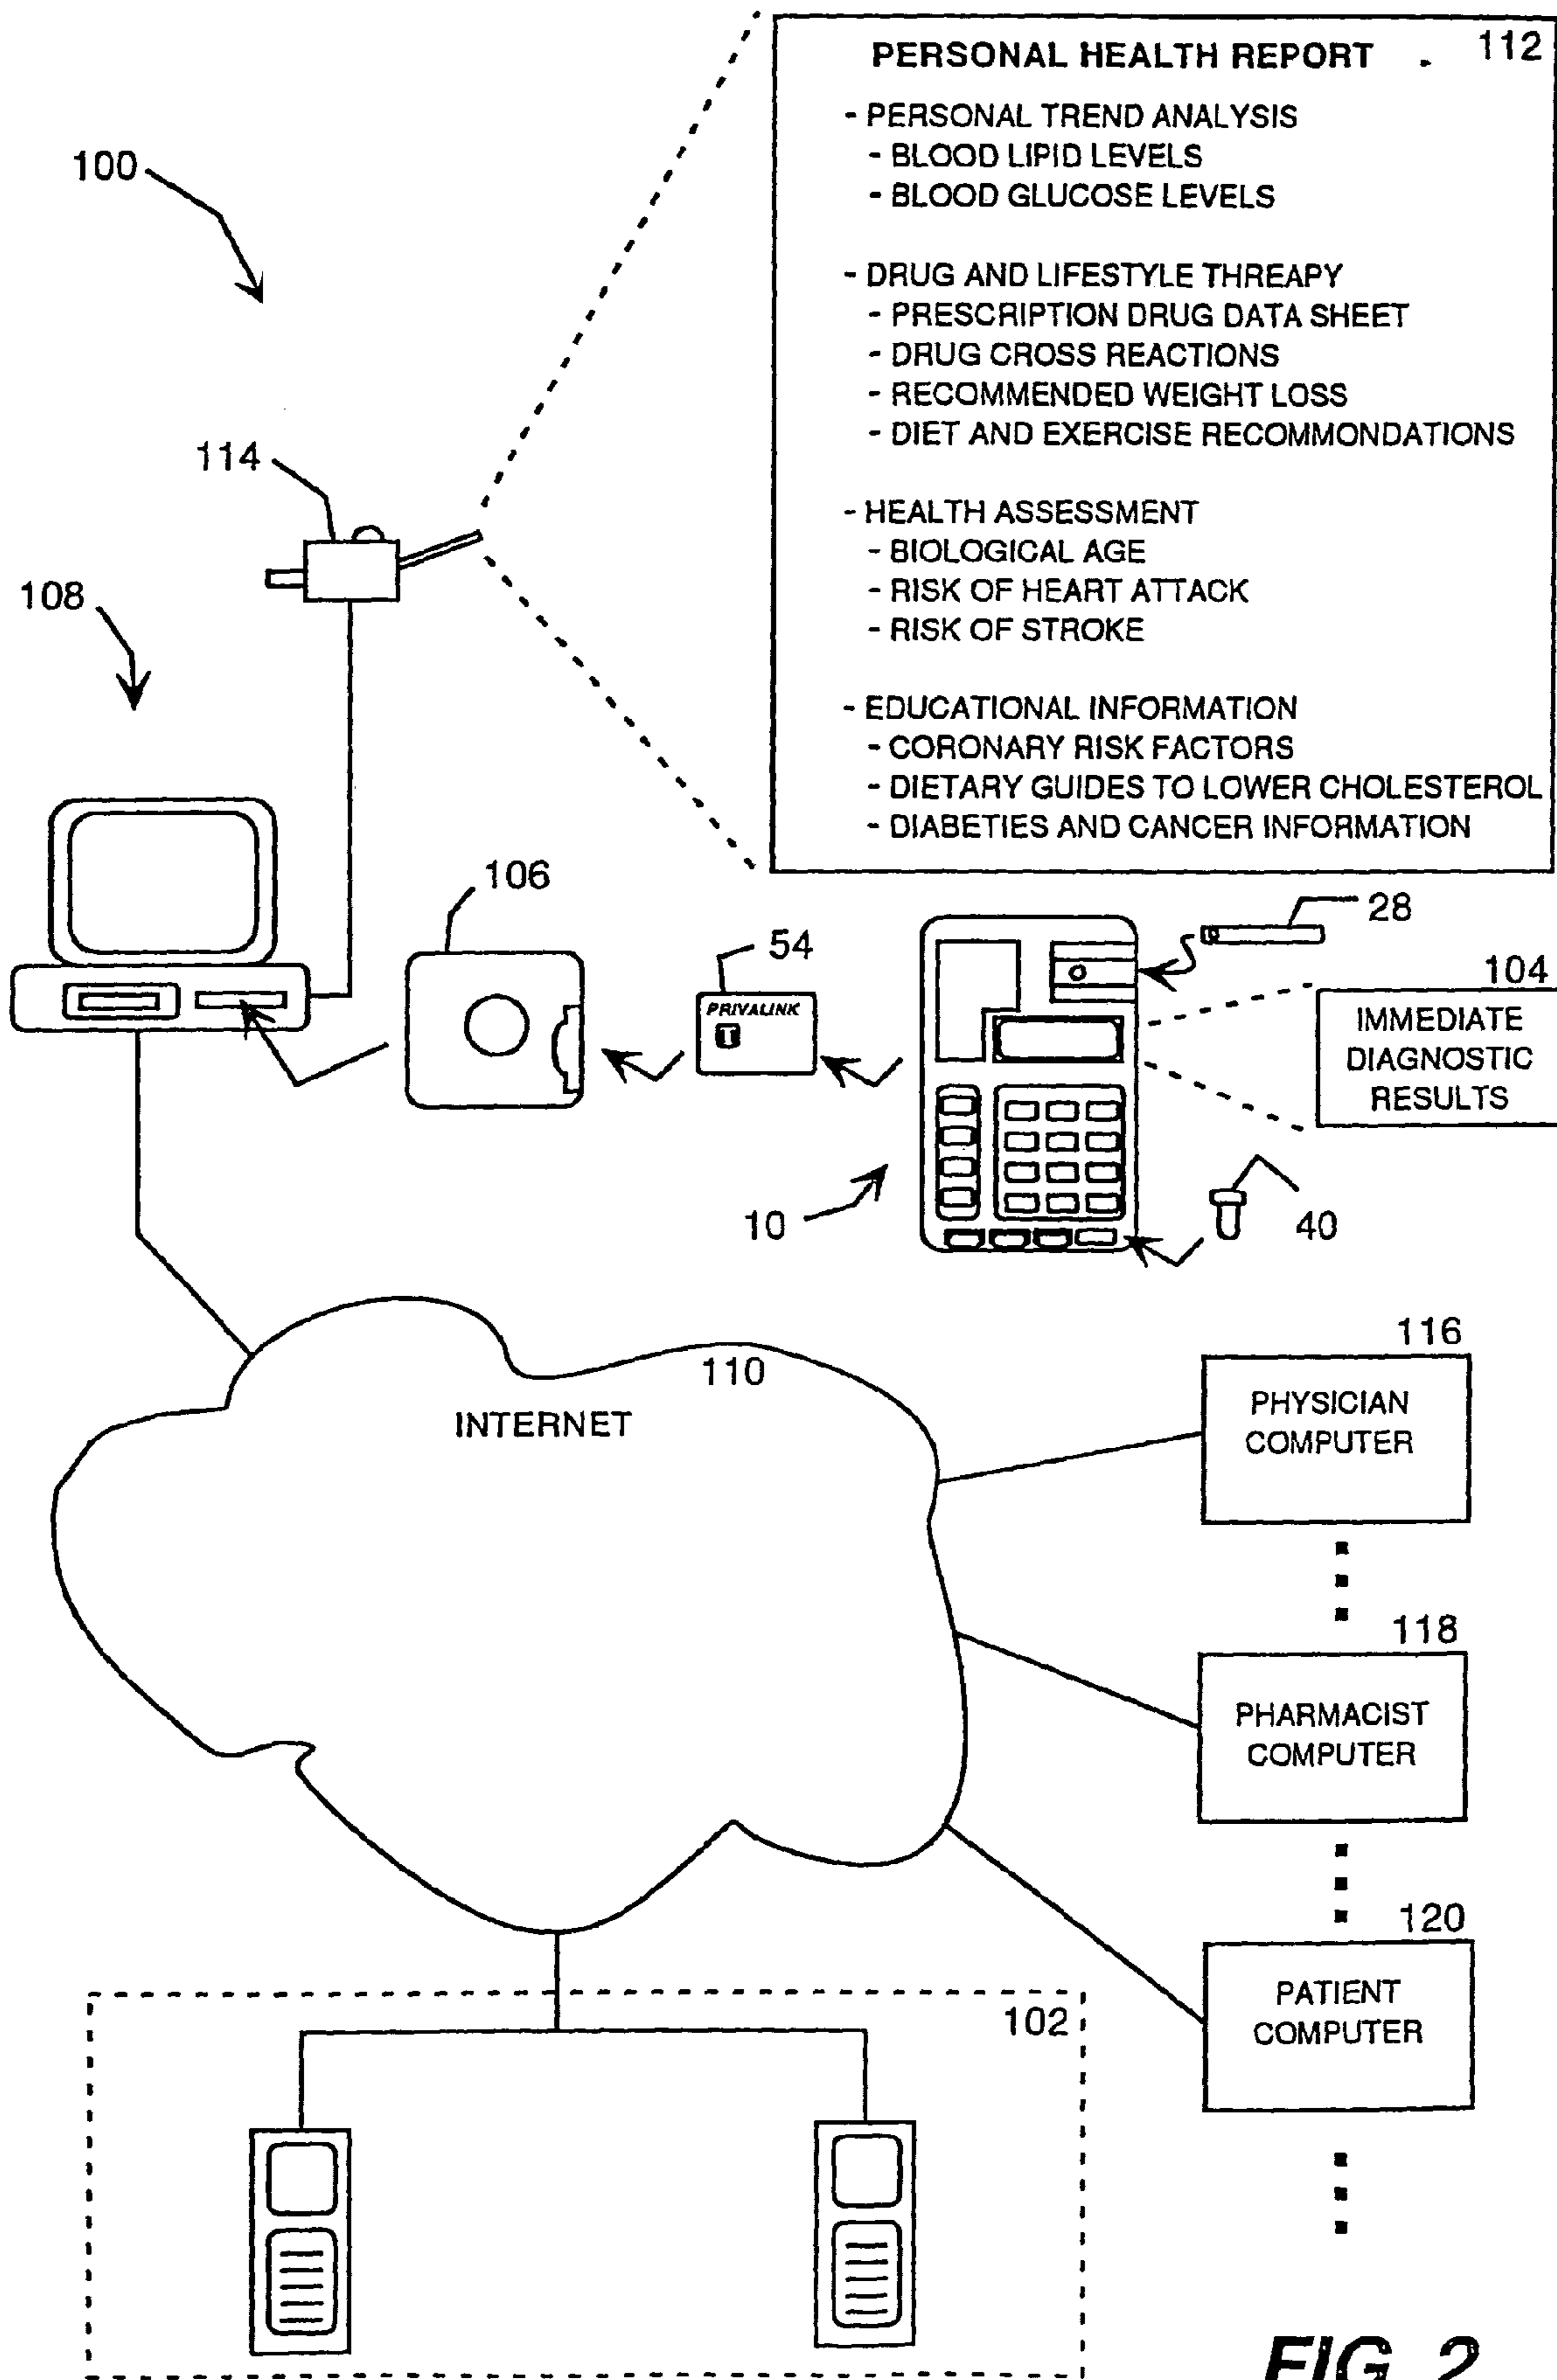 PERSONAL HEALTH REPORT . 112
- PERSONAL TREND ANALYSIS
- BLOOD LIPID LEVELS
- BLOOD GLUCOSE LEVELS
- DRUG AND LIFESTYLE THREAPY
- PRESCRIPTION DRUG DATA SHEET
- DRUG CROSS REACTIONS
- RECOMMENDED WEIGHT LOSS
- DIET AND EXERCISE RECOMMONDATIONS
- HEALTH ASSESSMENT
- BIOLOGICAL AGE
- RISK OF HEART ATTACK
- RISK OF STROKE
- EDUCATIONAL INFORMATION
- CORONARY RISK FACTORS
- DIETARY GUIDES TO LOWER CHOLESTEROL
- DIABETIES AND CANCER INFORMATION
100
114
108
106
54
PRIVALINK
28
104
IMMEDIATE
DIAGNOSTIC
RESULTS
10
40
110
INTERNET
116
PHYSICIAN
COMPUTER
118
PHARMACIST
COMPUTER
120
PATIENT
COMPUTER
102
FIG. 2